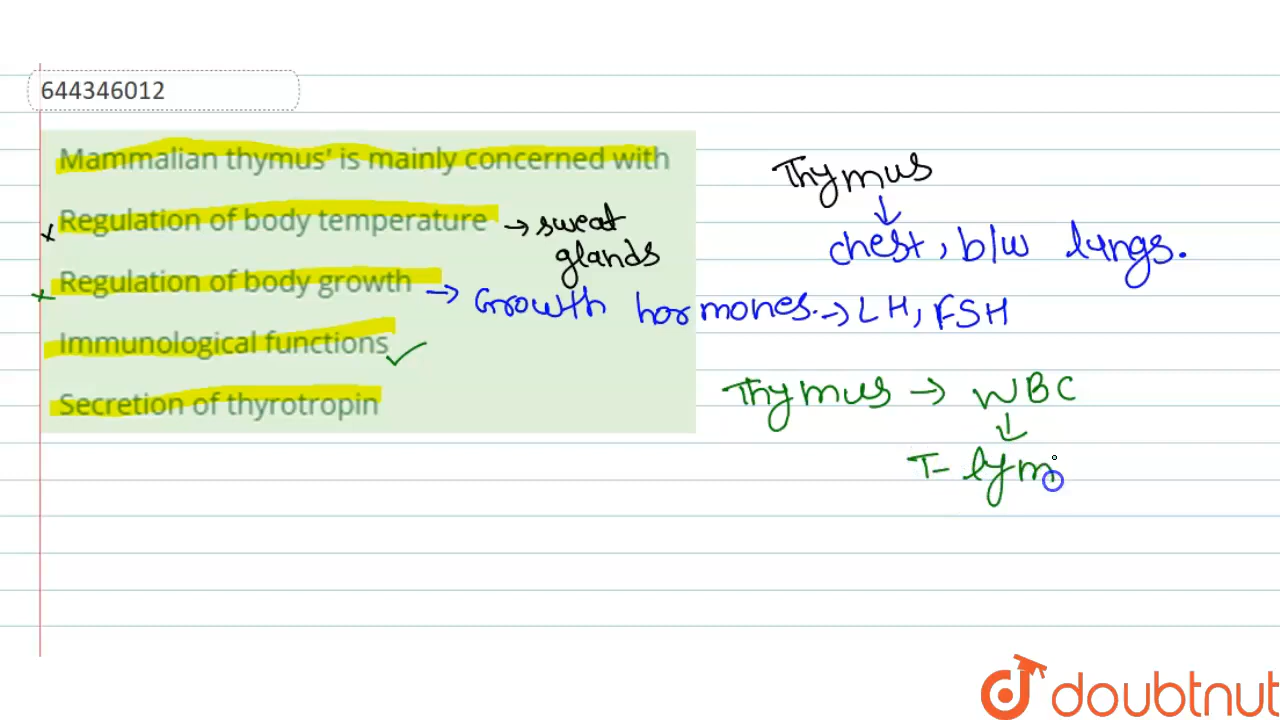 644346012
Mammalian thymus' is mainly concerned with
x Regulation of body temperature → sweat glands
x Regulation of body growth → Growth hormones. → LH, FSH
Immunological functions ✓
Secretion of thyrotropin
Thymus
↓
chest, b/w lungs.
Thymus → WBC
↓
T- lym
doubtnut